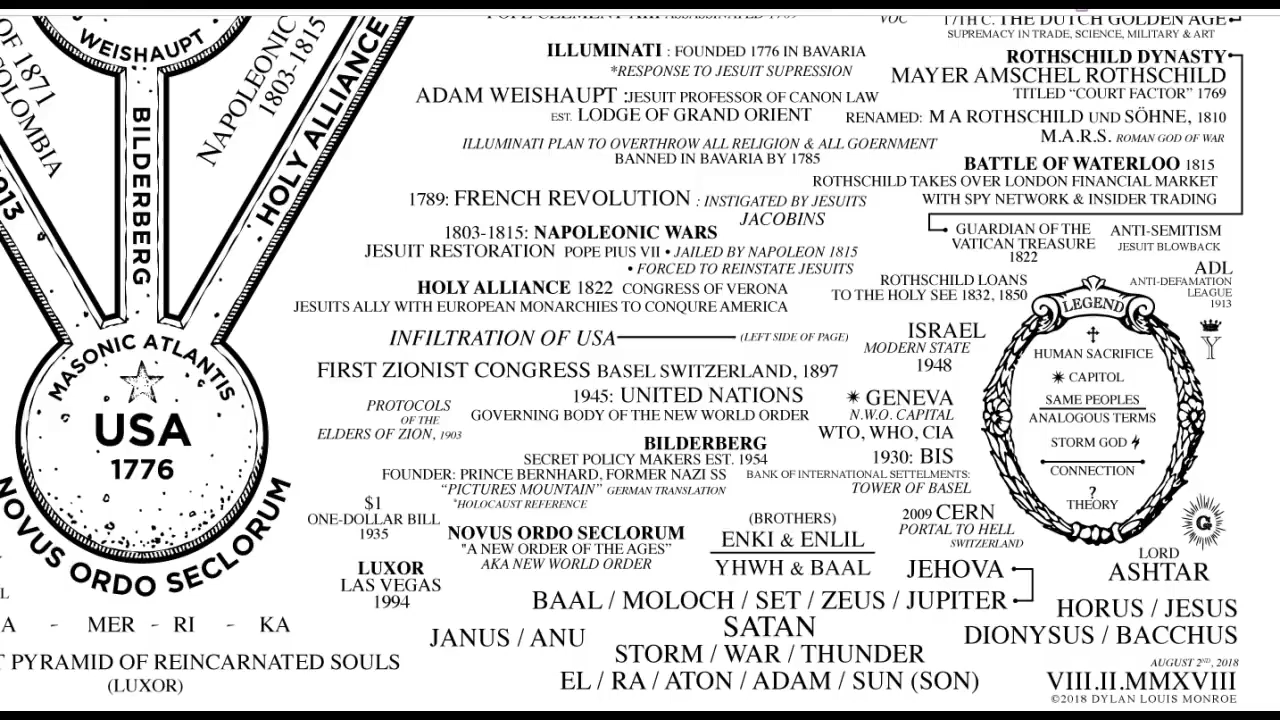 WEISHAUPT
OF 1871
COLOMBIA
NAPOLEONIC
1803-1815
HOLY ALLIANCE
BILDERBERG
1913
MASONIC ATLANTIS
USA
1776
NOVUS ORDO SECLORUM
A - MER - RI - KA
T PYRAMID OF REINCARNATED SOULS
(LUXOR)
POPE CLEMENT XIII ASSASSINATED 1769
ILLUMINATI : FOUNDED 1776 IN BAVARIA
*RESPONSE TO JESUIT SUPRESSION
ADAM WEISHAUPT :JESUIT PROFESSOR OF CANON LAW
EST. LODGE OF GRAND ORIENT
ILLUMINATI PLAN TO OVERTHROW ALL RELIGION & ALL GOERNMENT
BANNED IN BAVARIA BY 1785
1789: FRENCH REVOLUTION : INSTIGATED BY JESUITS
JACOBINS
1803-1815: NAPOLEONIC WARS
JESUIT RESTORATION POPE PIUS VII • JAILED BY NAPOLEON 1815
• FORCED TO REINSTATE JESUITS
HOLY ALLIANCE 1822 CONGRESS OF VERONA
JESUITS ALLY WITH EUROPEAN MONARCHIES TO CONQURE AMERICA
INFILTRATION OF USA (LEFT SIDE OF PAGE)
FIRST ZIONIST CONGRESS BASEL SWITZERLAND, 1897
PROTOCOLS
OF THE
ELDERS OF ZION, 1903
1945: UNITED NATIONS
GOVERNING BODY OF THE NEW WORLD ORDER
BILDERBERG
SECRET POLICY MAKERS EST. 1954
FOUNDER: PRINCE BERNHARD, FORMER NAZI SS
"PICTURES MOUNTAIN" GERMAN TRANSLATION
*HOLOCAUST REFERENCE
$1
ONE-DOLLAR BILL
1935
NOVUS ORDO SECLORUM
"A NEW ORDER OF THE AGES"
AKA NEW WORLD ORDER
LUXOR
LAS VEGAS
1994
VOC
17TH C. THE DUTCH GOLDEN AGE
SUPREMACY IN TRADE, SCIENCE, MILITARY & ART
ROTHSCHILD DYNASTY
MAYER AMSCHEL ROTHSCHILD
TITLED "COURT FACTOR" 1769
RENAMED: M A ROTHSCHILD UND SÖHNE, 1810
M.A.R.S. ROMAN GOD OF WAR
BATTLE OF WATERLOO 1815
ROTHSCHILD TAKES OVER LONDON FINANCIAL MARKET
WITH SPY NETWORK & INSIDER TRADING
GUARDIAN OF THE
VATICAN TREASURE
1822
ANTI-SEMITISM
JESUIT BLOWBACK
ADL
ANTI-DEFAMATION
LEAGUE
1913
ROTHSCHILD LOANS
TO THE HOLY SEE 1832, 1850
ISRAEL
MODERN STATE
1948
GENEVA
N.W.O. CAPITAL
WTO, WHO, CIA
1930: BIS
BANK OF INTERNATIONAL SETTELMENTS:
TOWER OF BASEL
2009 CERN
PORTAL TO HELL
SWITZERLAND
LEGEND
HUMAN SACRIFICE
CAPITOL
SAME PEOPLES
ANALOGOUS TERMS
STORM GOD
CONNECTION
?
THEORY
G
(BROTHERS)
ENKI & ENLIL
YHWH & BAAL
JEHOVA
BAAL / MOLOCH / SET / ZEUS / JUPITER
JANUS / ANU
SATAN
STORM / WAR / THUNDER
EL / RA / ATON / ADAM / SUN (SON)
LORD
ASHTAR
HORUS / JESUS
DIONYSUS / BACCHUS
AUGUST 2ND, 2018
VIII.II.MMXVIII
©2018 DYLAN LOUIS MONROE